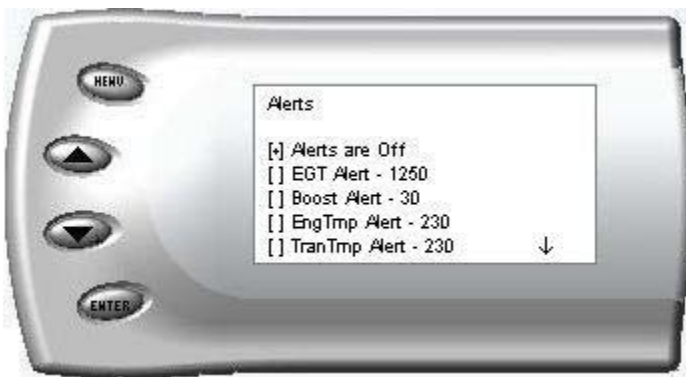 MENU
Alerts
[+] Alerts are Off
[ ] EGT Alert - 1250
[ ] Boost Alert - 30
[ ] EngTmp Alert - 230
[ ] TranTmp Alert - 230
ENTER